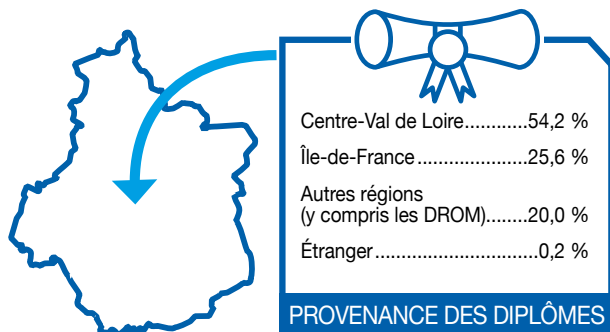 Centre-Val de Loire............54,2 %
Île-de-France....................25,6 %
Autres régions
(y compris les DROM).......20,0 %
Étranger.............................0,2 %
PROVENANCE DES DIPLÔMES